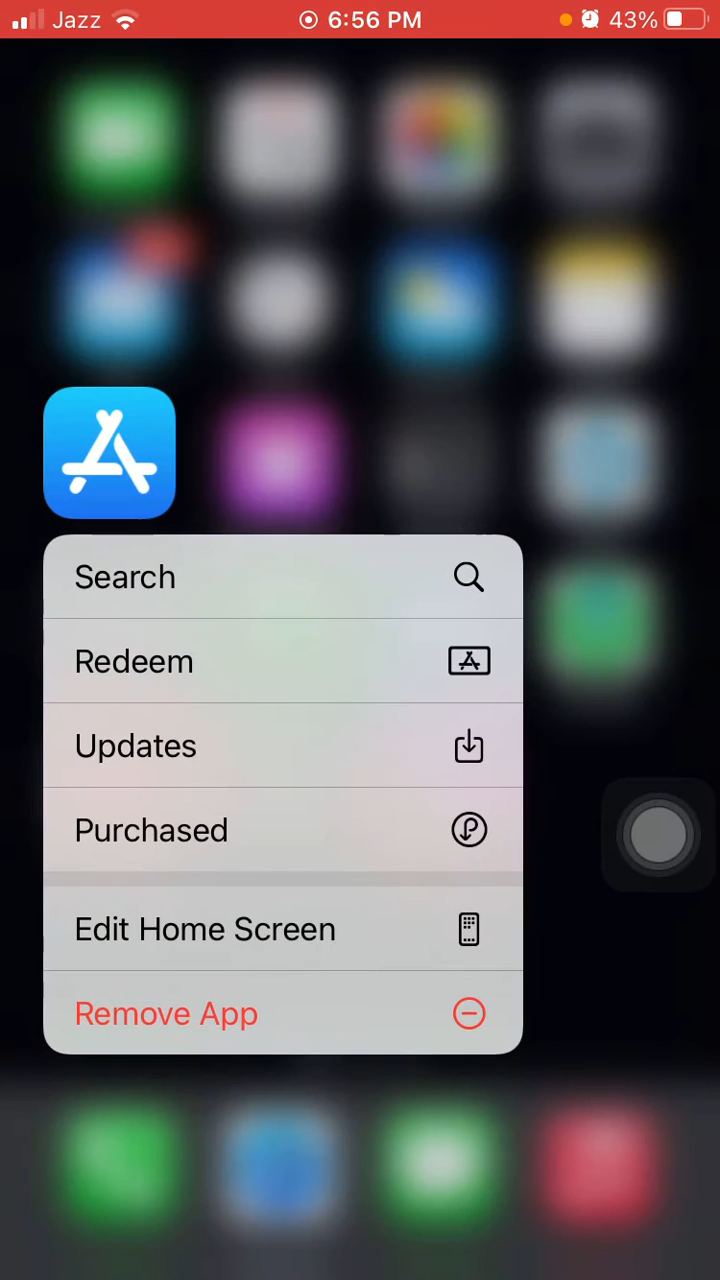 Jazz 6:56 PM 43%
Search
Redeem
Updates
Purchased
Edit Home Screen
Remove App